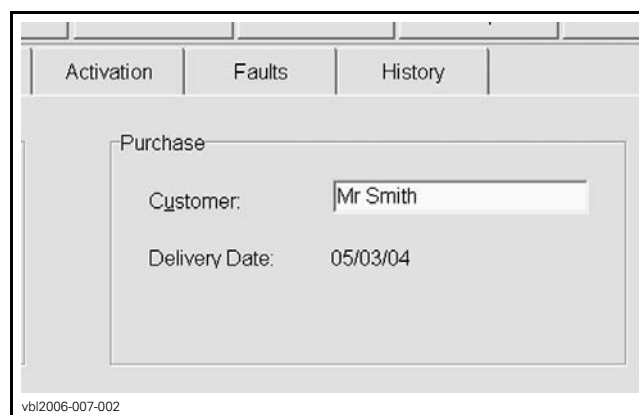 Activation Faults History
Purchase
Customer: Mr Smith
Delivery Date: 05/03/04
vbl2006-007-002